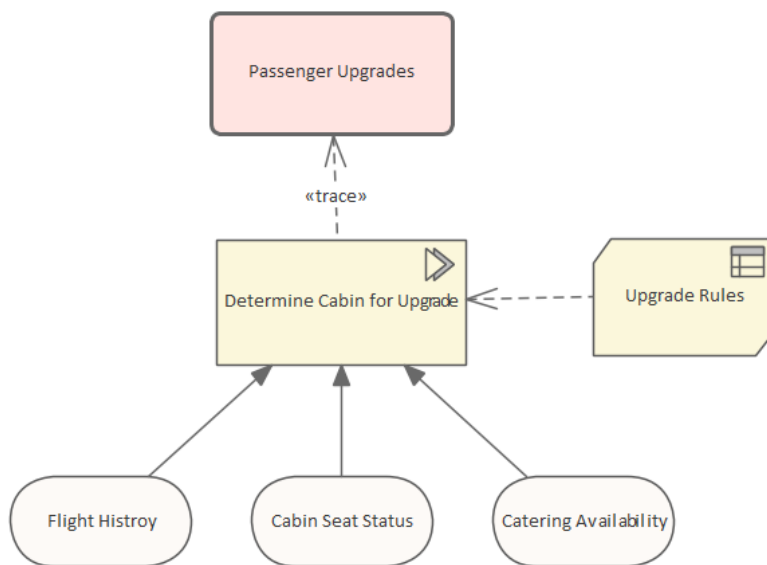 Passenger Upgrades
«trace»
Determine Cabin for Upgrade
Upgrade Rules
Flight Histroy
Cabin Seat Status
Catering Availability